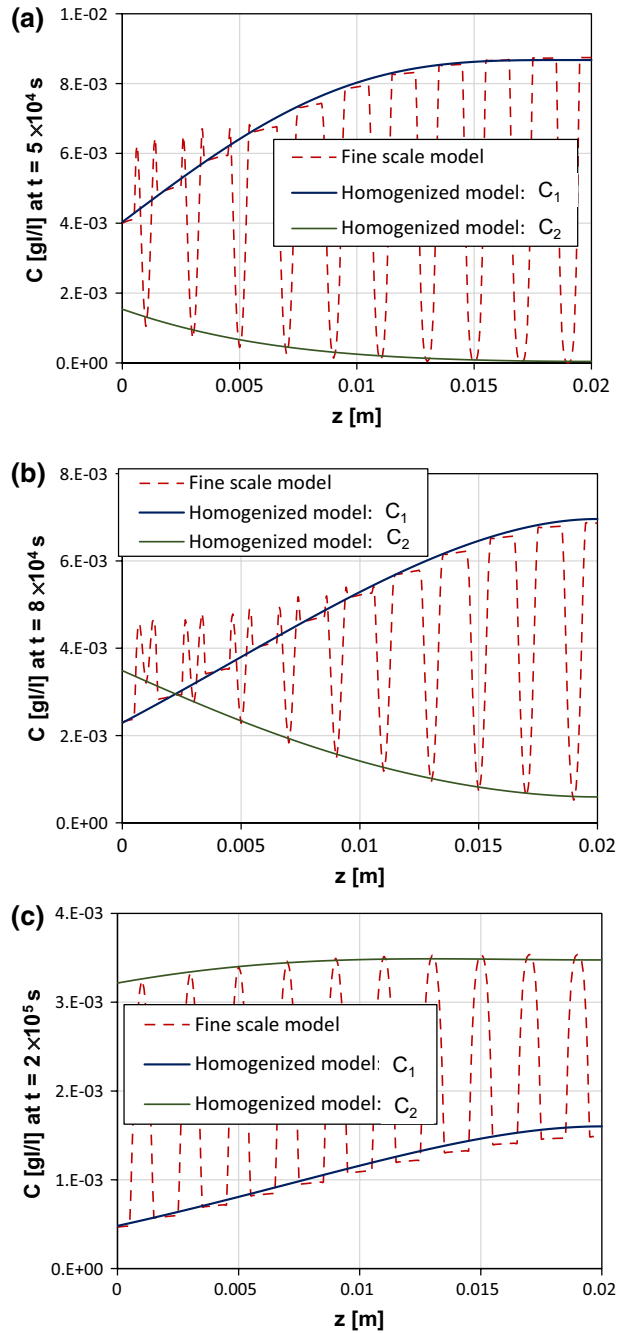 (a)
1.E-02
8.E-03
6.E-03
4.E-03
2.E-03
0.E+00
C [gl/l] at t = 5 ×10⁴ s
Fine scale model
Homogenized model: C₁
Homogenized model: C₂
0 0.005 0.01 0.015 0.02
z [m]
(b)
8.E-03
6.E-03
4.E-03
2.E-03
0.E+00
C [gl/l] at t = 8 ×10⁴ s
Fine scale model
Homogenized model: C₁
Homogenized model: C₂
0 0.005 0.01 0.015 0.02
z [m]
(c)
4.E-03
3.E-03
2.E-03
1.E-03
0.E+00
C [gl/l] at t = 2 ×10⁵ s
Fine scale model
Homogenized model: C₁
Homogenized model: C₂
0 0.005 0.01 0.015 0.02
z [m]